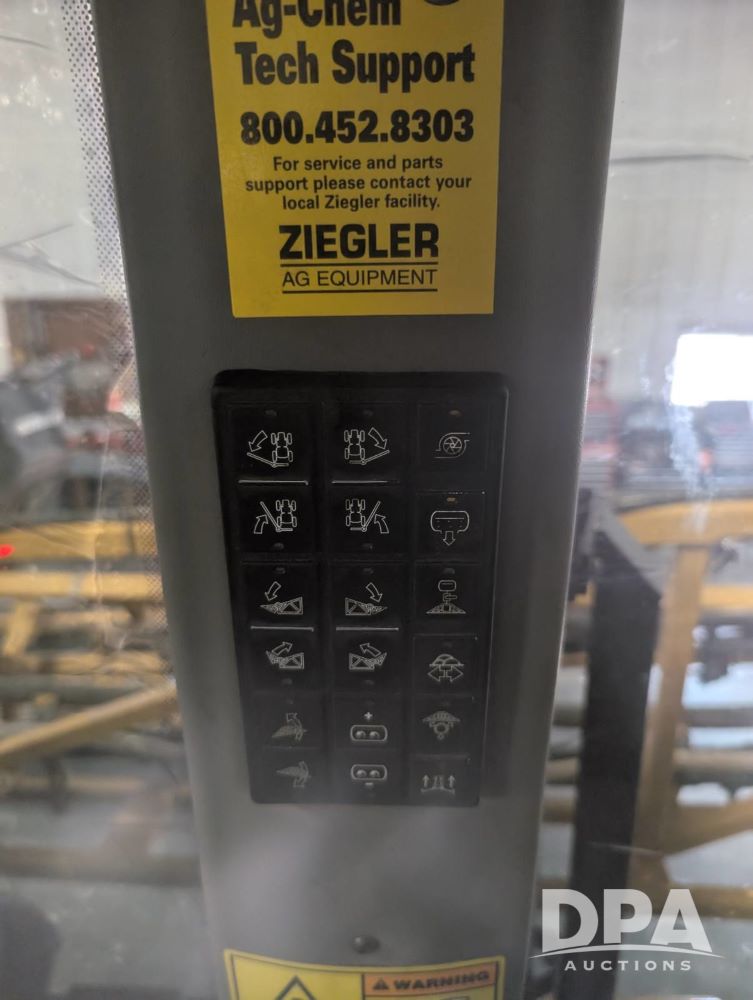 Ag-Chem
Tech Support
800.452.8303
For service and parts
support please contact your
local Ziegler facility.
ZIEGLER
AG EQUIPMENT
WARNING
DPA
AUCTIONS